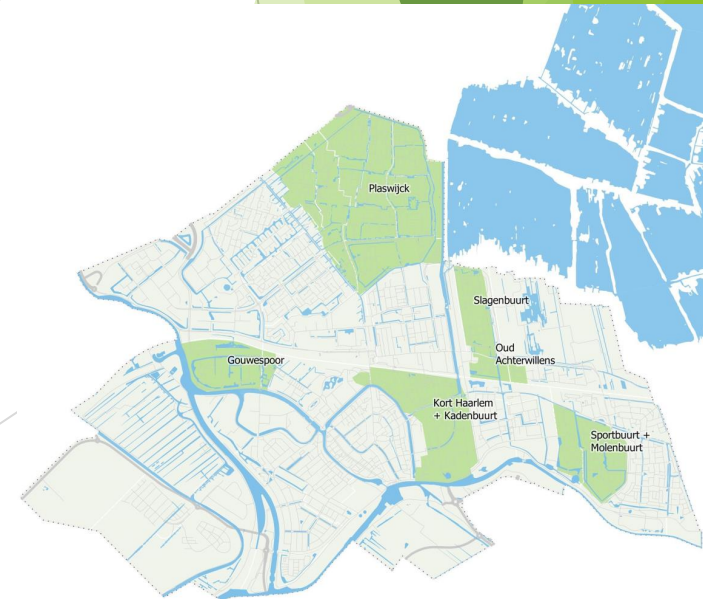 Plaswijck
Slagenbuurt
Oud
Achterwillens
Gouwespoor
Kort Haarlem
+ Kadenbuurt
Sportbuurt +
Molenbuurt